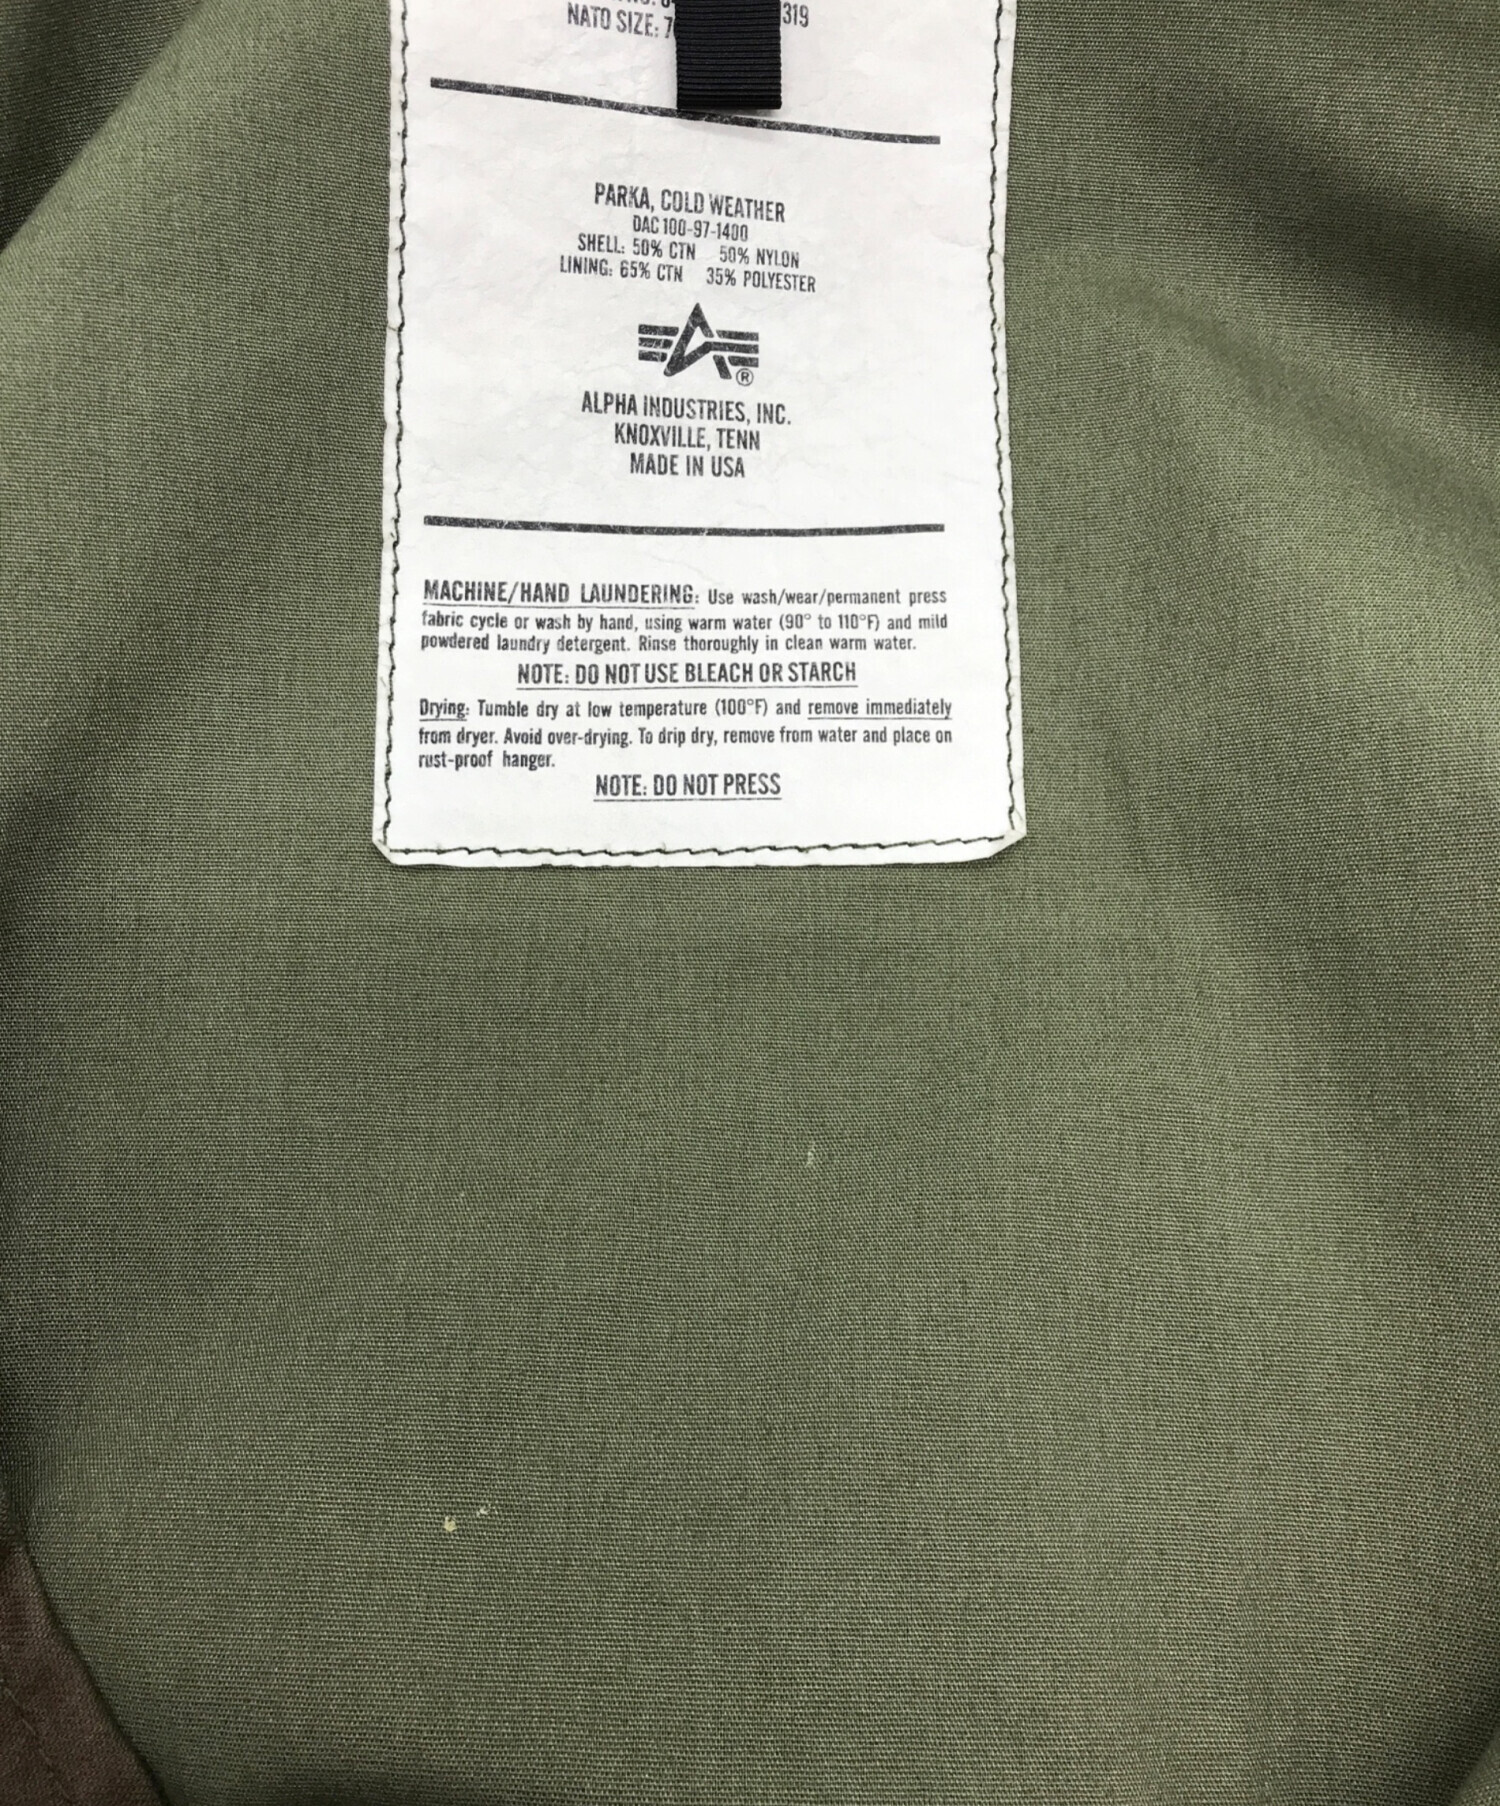 NATO SIZE: 7 319
PARKA, COLD WEATHER
DAC 100-97-1400
SHELL: 50% CTN 50% NYLON
LINING: 65% CTN 35% POLYESTER
®
ALPHA INDUSTRIES, INC.
KNOXVILLE, TENN
MADE IN USA
MACHINE/HAND LAUNDERING: Use wash/wear/permanent press
fabric cycle or wash by hand, using warm water (90° to 110°F) and mild
powdered laundry detergent. Rinse thoroughly in clean warm water.
NOTE: DO NOT USE BLEACH OR STARCH
Drying: Tumble dry at low temperature (100°F) and remove immediately
from dryer. Avoid over-drying. To drip dry, remove from water and place on
rust-proof hanger.
NOTE: DO NOT PRESS